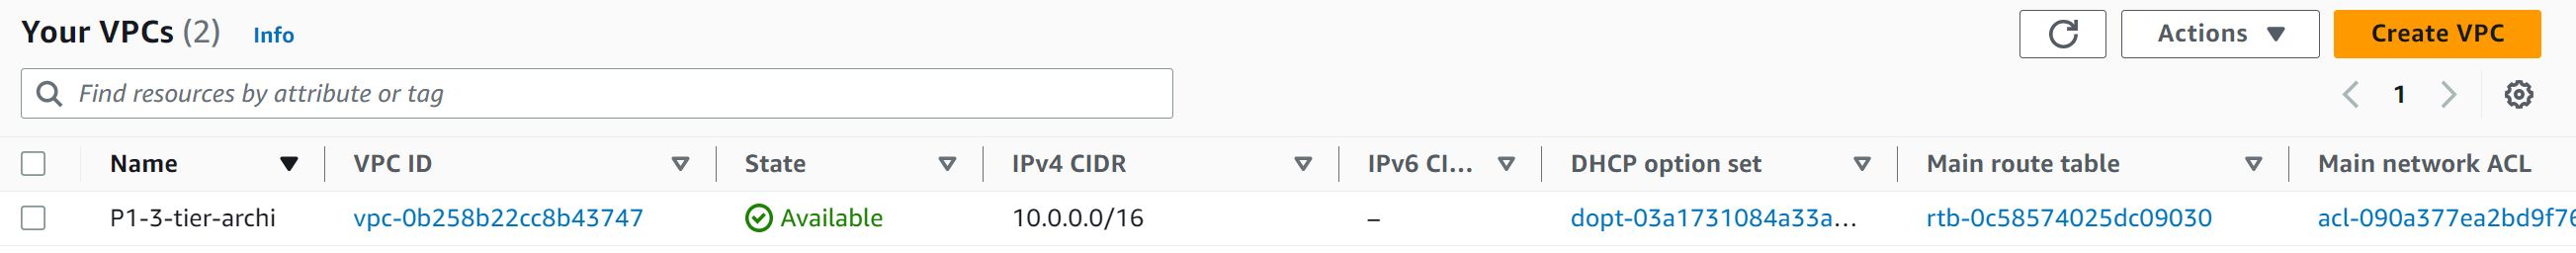 Your VPCs (2) Info Actions Create VPC
Find resources by attribute or tag 1
Name VPC ID State IPv4 CIDR IPv6 CI... DHCP option set Main route table Main network ACL
P1-3-tier-archi vpc-0b258b22cc8b43747 Available 10.0.0.0/16 – dopt-03a1731084a33a... rtb-0c58574025dc09030 acl-090a377ea2bd9f76